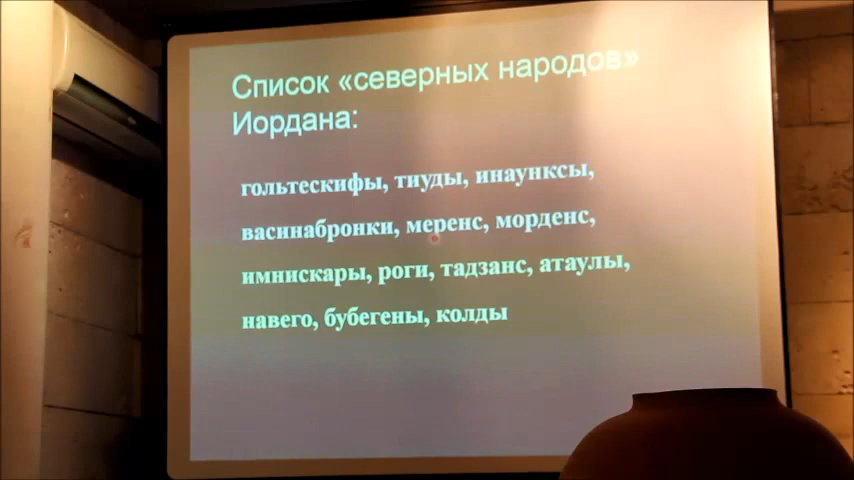 Список «северных народов»
Иордана:
гольтескифы, тиуды, инаунксы,
васинабронки, меренс, морденс,
имнискары, роги, тадзанс, атаулы,
навего, бубегены, колды